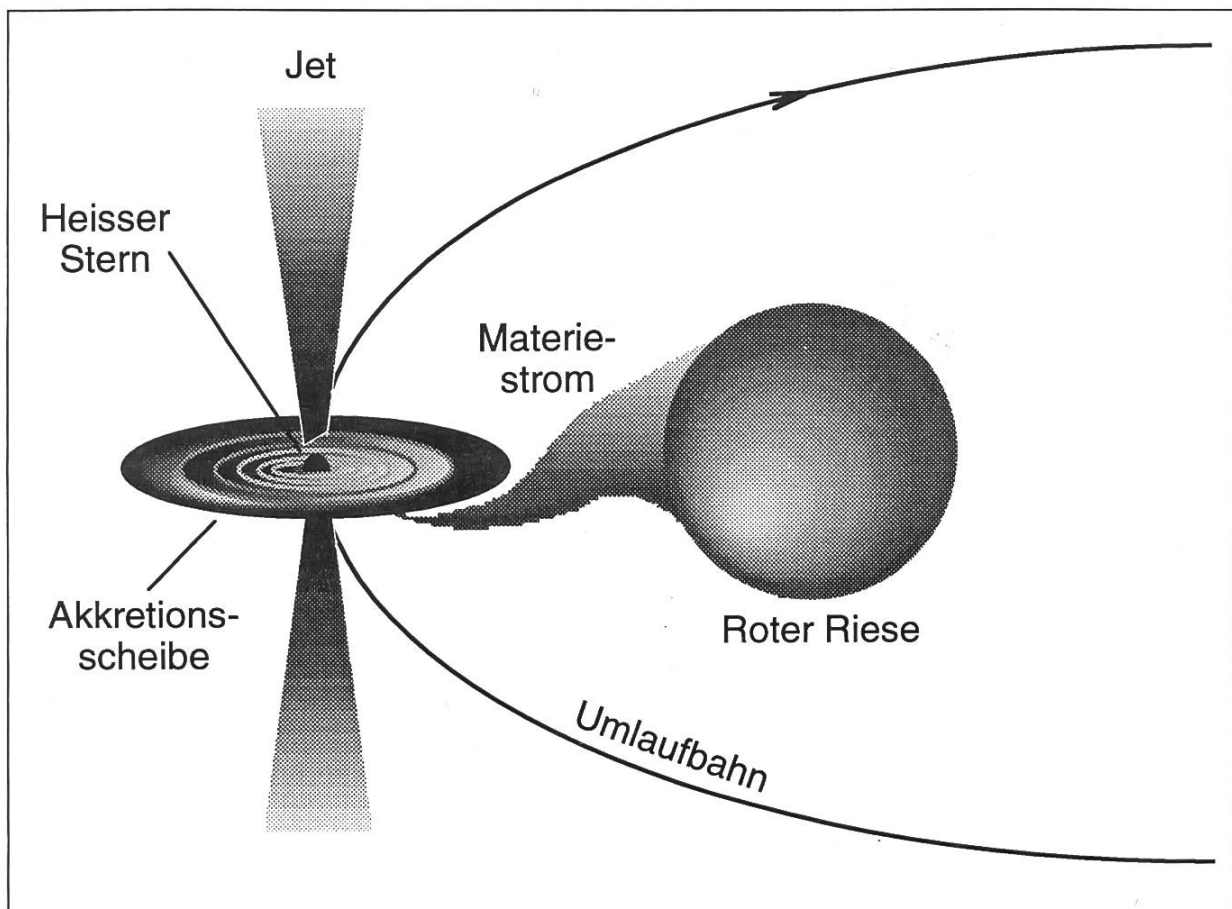 Jet
Heisser
Stern
Materie-
strom
Akkretions-
scheibe
Roter Riese
Umlaufbahn